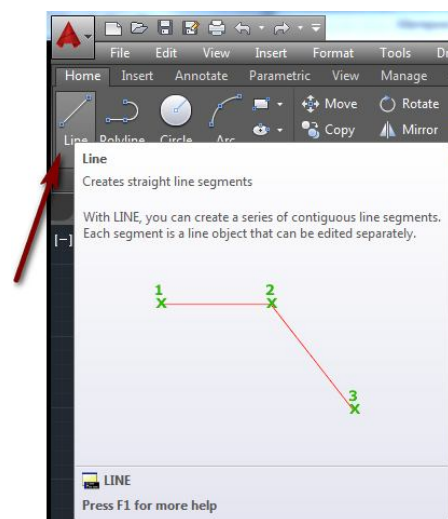 File Edit View Insert Format Tools
Home Insert Annotate Parametric View Manage
Move Rotate
Line Polyline Circle Arc Copy Mirror
Line
Creates straight line segments
With LINE, you can create a series of contiguous line segments.
Each segment is a line object that can be edited separately.
1 2
3
LINE
Press F1 for more help